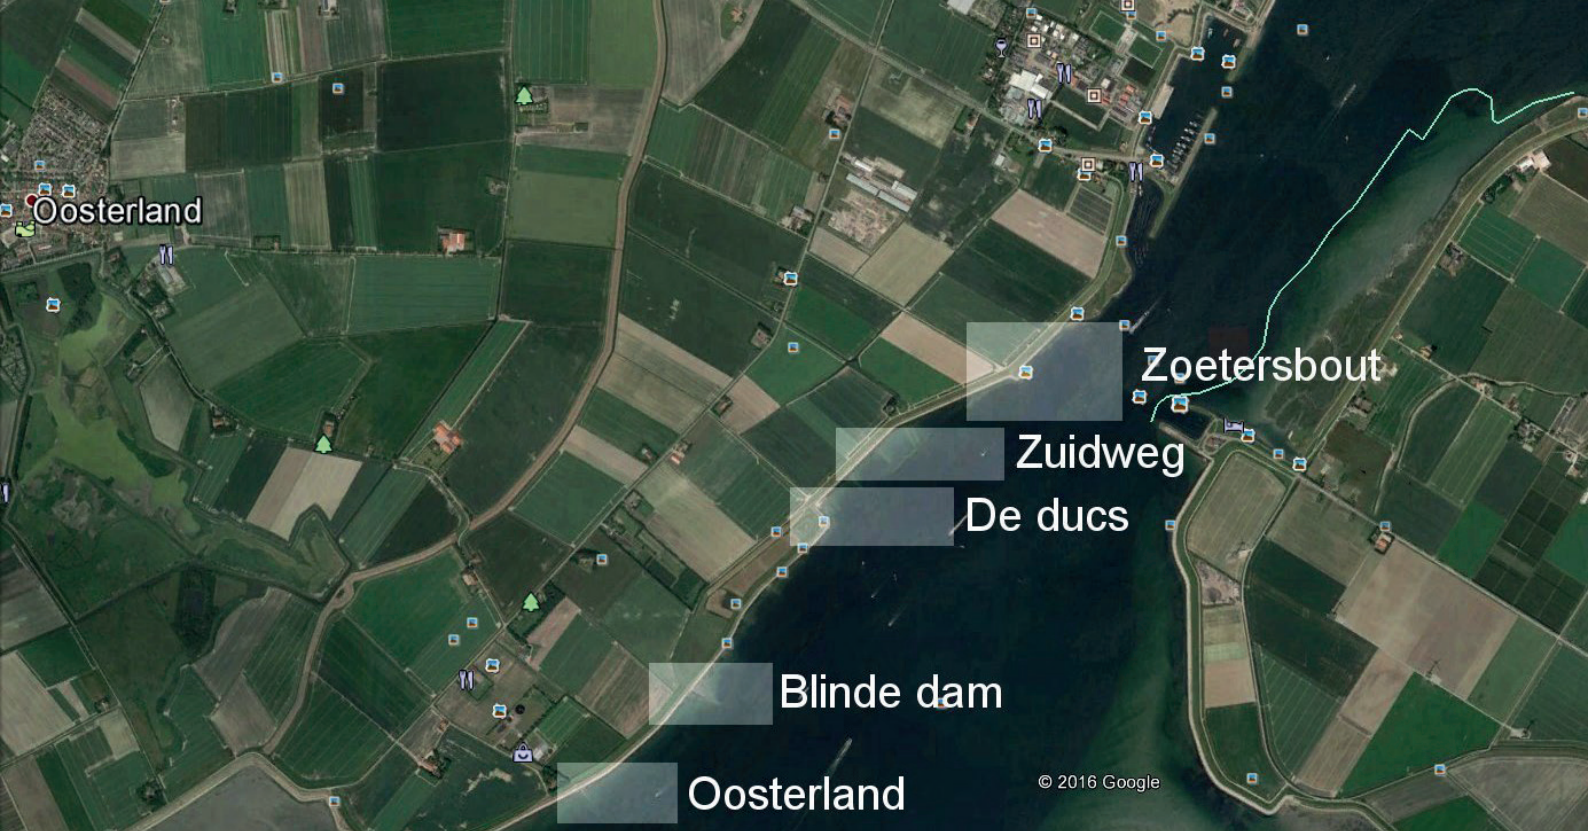 Oosterland
Zoetersbout
Zuidweg
De ducs
Blinde dam
Oosterland
© 2016 Google